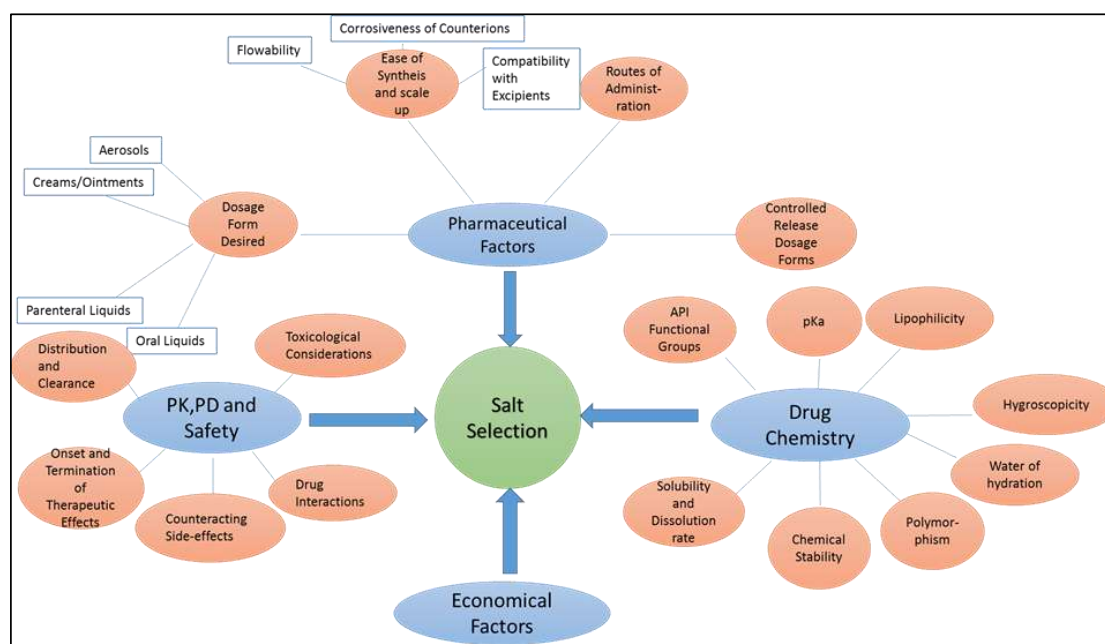 Corrosiveness of Counterions
Flowability
Ease of
Syntheis
and scale
up
Compatibility
with
Excipients
Routes of
Administ-
ration
Aerosols
Creams/Ointments
Dosage
Form
Desired
Pharmaceutical
Factors
Controlled
Release
Dosage
Forms
Parenteral Liquids
Oral Liquids
Distribution
and
Clearance
Toxicological
Considerations
API
Functional
Groups
pKa
Lipophilicity
PK,PD and
Safety
Salt
Selection
Drug
Chemistry
Hygroscopicity
Onset and
Termination of
Therapeutic
Effects
Counteracting
Side-effects
Drug
Interactions
Solubility
and
Dissolution
rate
Chemical
Stability
Polymor-
phism
Water of
hydration
Economical
Factors